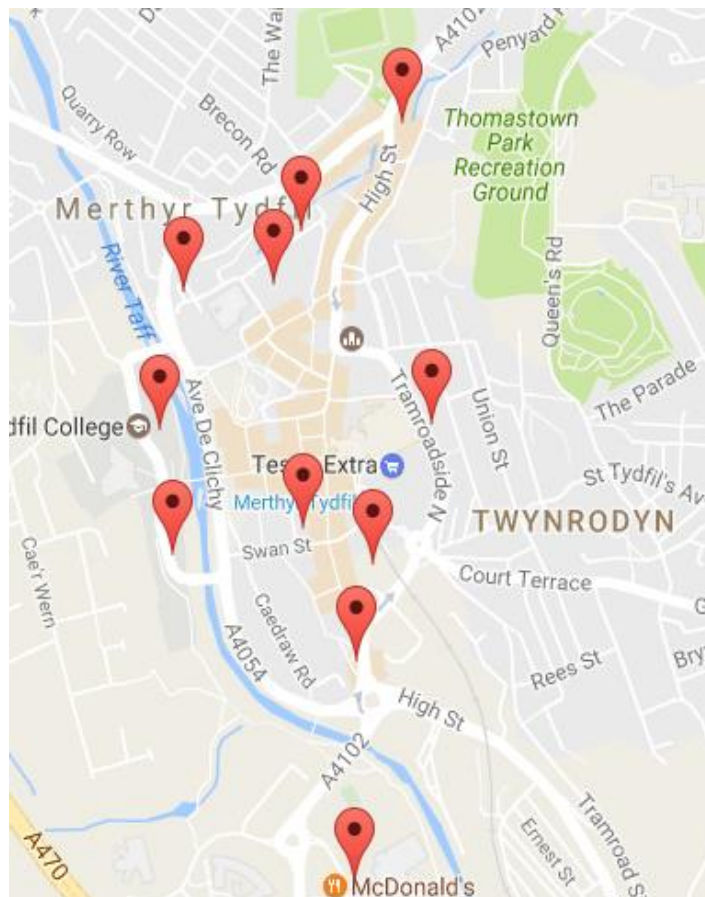 A4102
Penyard
The Wa
Quarry Row
Brecon Rd
High St
Thomastown
Park
Recreation
Ground
Merthyr Tydfil
River Taff
Queen's Rd
The Parade
dfil College
Ave De Clichy
Tramroadside N
Union St
Tes Extra
St Tydfil's Av
Merthyr Tydfil
TWYNRODYN
Swan St
Court Terrace
G
Cae'r Wern
Caedraw Rd
A4054
Rees St
Bry
High St
A4102
Tramroad S
Ernest St
A470
McDonald's